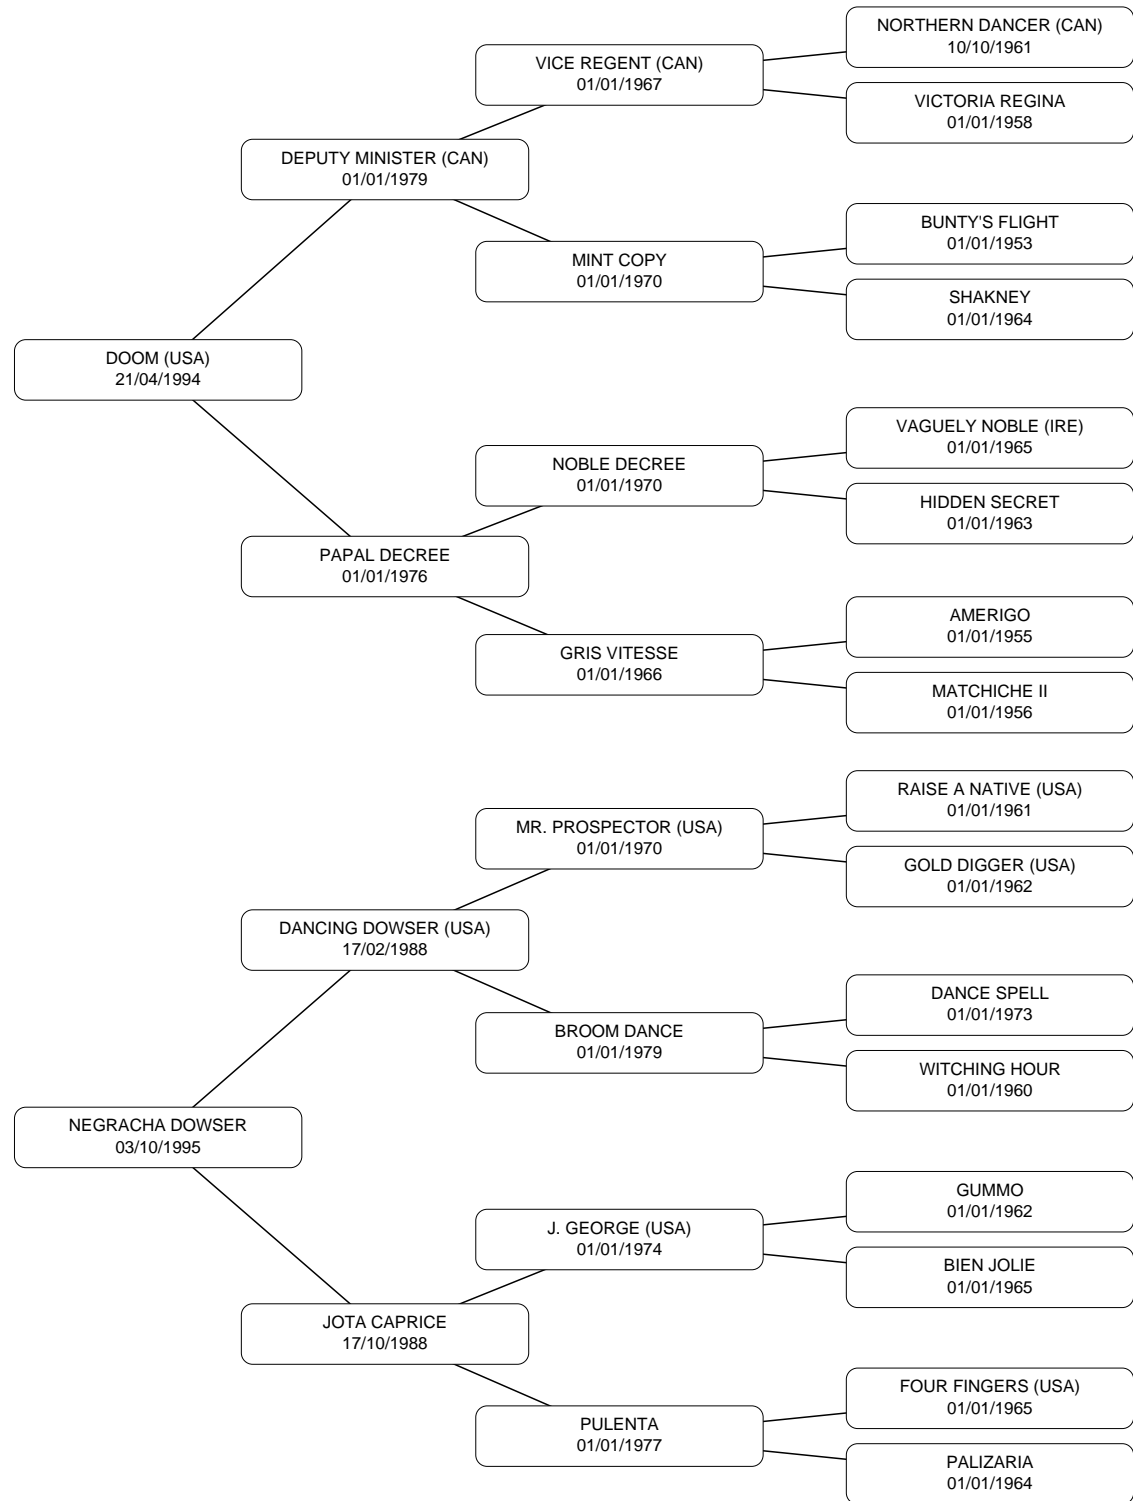 NORTHERN DANCER (CAN)
10/10/1961
VICE REGENT (CAN)
01/01/1967
VICTORIA REGINA
01/01/1958
DEPUTY MINISTER (CAN)
01/01/1979
BUNTY'S FLIGHT
01/01/1953
MINT COPY
01/01/1970
SHAKNEY
01/01/1964
DOOM (USA)
21/04/1994
VAGUELY NOBLE (IRE)
01/01/1965
NOBLE DECREE
01/01/1970
HIDDEN SECRET
01/01/1963
PAPAL DECREE
01/01/1976
AMERIGO
01/01/1955
GRIS VITESSE
01/01/1966
MATCHICHE II
01/01/1956
RAISE A NATIVE (USA)
01/01/1961
MR. PROSPECTOR (USA)
01/01/1970
GOLD DIGGER (USA)
01/01/1962
DANCING DOWSER (USA)
17/02/1988
DANCE SPELL
01/01/1973
BROOM DANCE
01/01/1979
WITCHING HOUR
01/01/1960
NEGRACHA DOWSER
03/10/1995
GUMMO
01/01/1962
J. GEORGE (USA)
01/01/1974
BIEN JOLIE
01/01/1965
JOTA CAPRICE
17/10/1988
FOUR FINGERS (USA)
01/01/1965
PULENTA
01/01/1977
PALIZARIA
01/01/1964